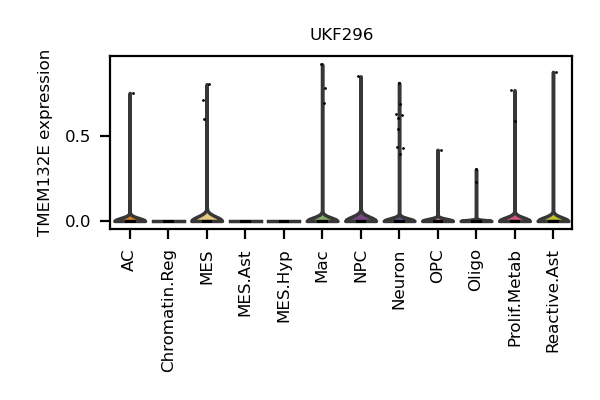 UKF296
TMEM132E expression
0.5
0.0
AC
Chromatin.Reg
MES
MES.Ast
MES.Hyp
Mac
NPC
Neuron
OPC
Oligo
Prolif.Metab
Reactive.Ast